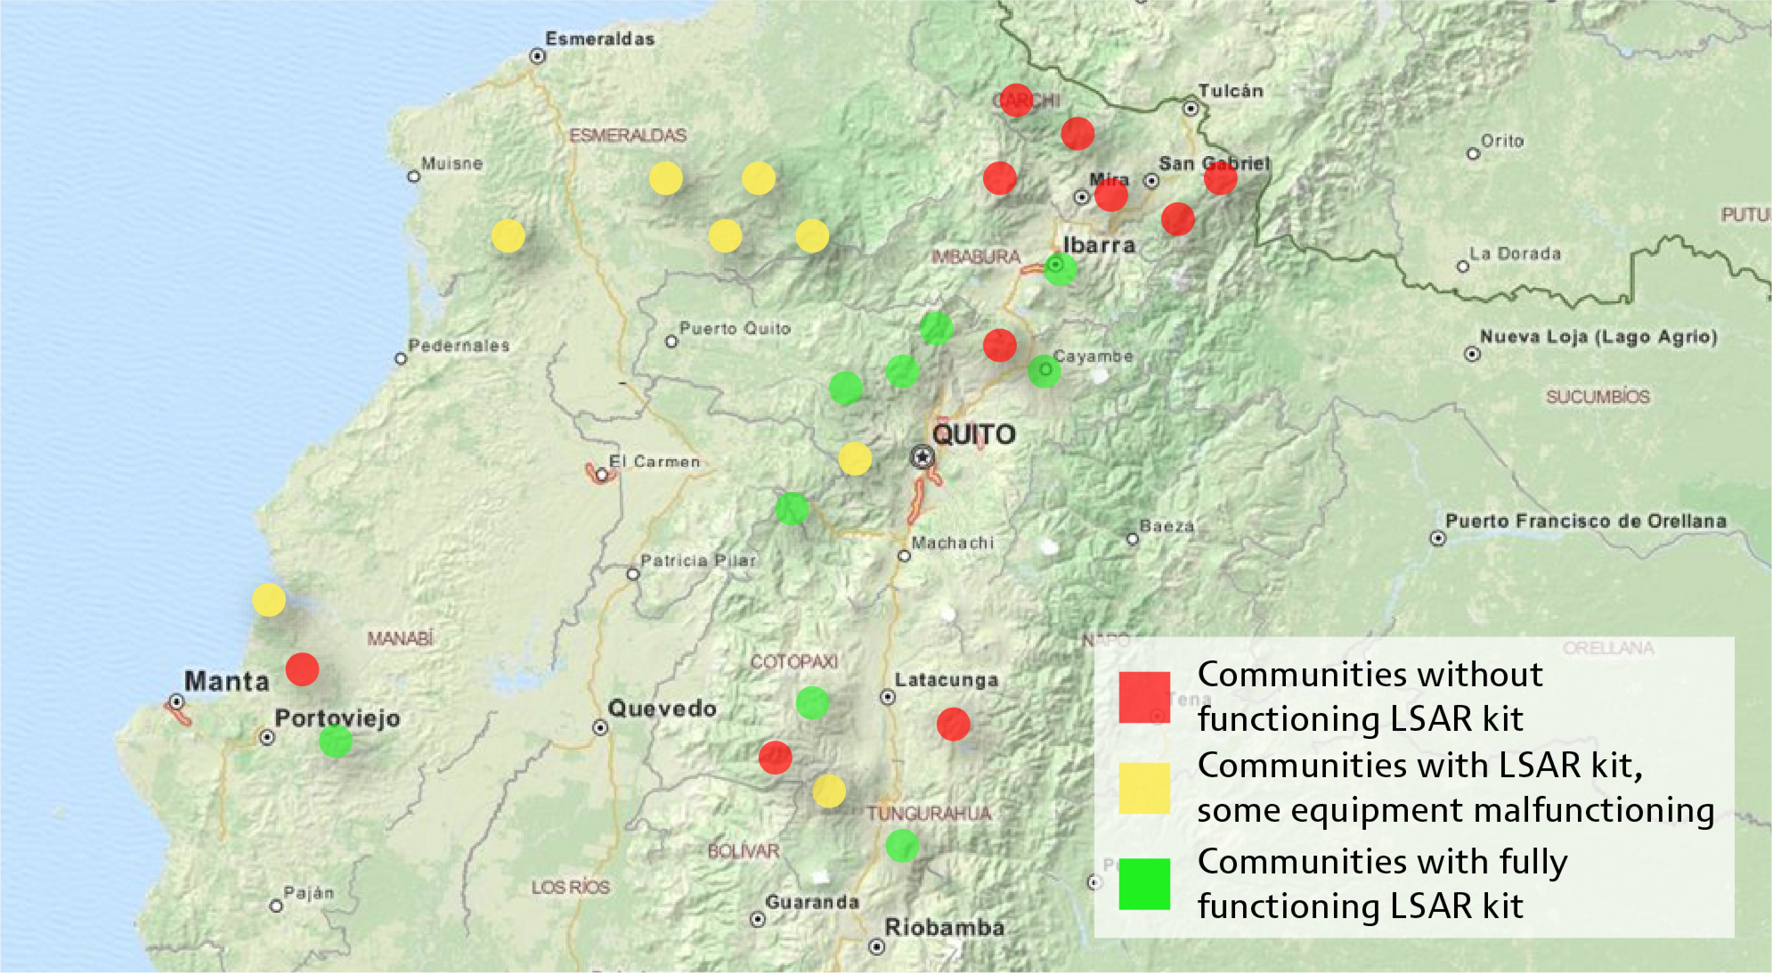 Esmeraldas
Tulcán
CARCHI
ESMERALDAS
Orito
Muisne
San Gabriel
Mira
Ibarra
IMBABURA
La Dorada
Puerto Quito
Nueva Loja (Lago Agrio)
Pedernales
Cayambe
SUCUMBÍOS
QUITO
El Carmen
Puerto Francisco de Orellana
Baeza
Machachi
Patricia Pilar
MANABÍ
NAPO
ORELLANA
COTOPAXI
Manta
Latacunga
Tena
Quevedo
Portoviejo
TUNGURAHUA
BOLÍVAR
LOS RÍOS
Paján
Guaranda
Riobamba
Communities without
functioning LSAR kit
Communities with LSAR kit,
some equipment malfunctioning
Communities with fully
functioning LSAR kit